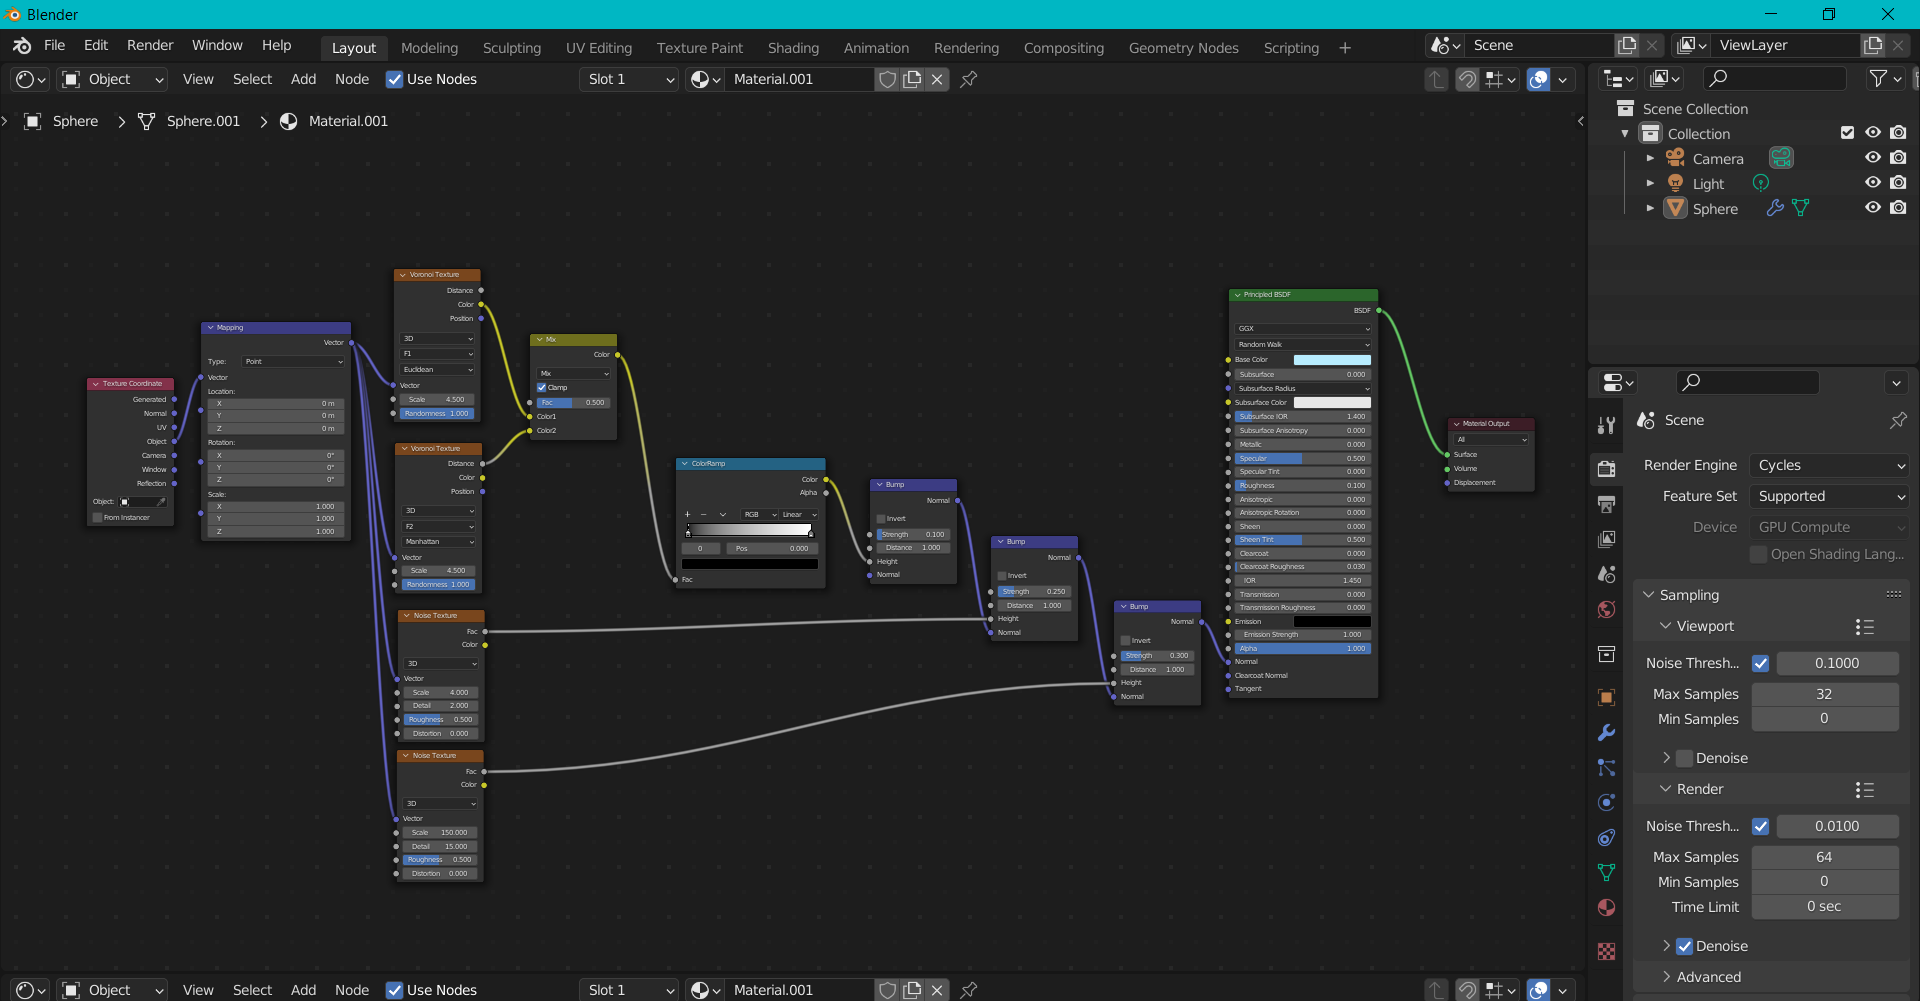 Blender
File Edit Render Window Help Layout Modeling Sculpting UV Editing Texture Paint Shading Animation Rendering Compositing Geometry Nodes Scripting + Scene ViewLayer
Object View Select Add Node Use Nodes Slot 1 Material.001
Sphere > Sphere.001 > Material.001
Texture Coordinate
Generated
Normal
UV
Object
Camera
Window
Reflection
Object:
From Instancer
Mapping
Vector
Type: Point
Vector
Location:
X 0 m
Y 0 m
Z 0 m
Rotation:
X 0°
Y 0°
Z 0°
Scale:
X 1.000
Y 1.000
Z 1.000
Voronoi Texture
Distance
Color
Position
3D
F1
Euclidean
Vector
Scale 4.500
Randomness 1.000
Voronoi Texture
Distance
Color
Position
3D
F2
Manhattan
Vector
Scale 4.500
Randomness 1.000
Noise Texture
Fac
Color
3D
Vector
Scale 4.000
Detail 2.000
Roughness 0.500
Distortion 0.000
Noise Texture
Fac
Color
3D
Vector
Scale 150.000
Detail 15.000
Roughness 0.500
Distortion 0.000
Mix
Color
Mix
Clamp
Fac 0.500
Color1
Color2
ColorRamp
Color
Alpha
+ − RGB Linear
0 Pos 0.000
Fac
Bump
Normal
Invert
Strength 0.100
Distance 1.000
Height
Normal
Bump
Normal
Invert
Strength 0.250
Distance 1.000
Height
Normal
Bump
Normal
Invert
Strength 0.300
Distance 1.000
Height
Normal
Principled BSDF
BSDF
GGX
Random Walk
Base Color
Subsurface 0.000
Subsurface Radius
Subsurface Color
Subsurface IOR 1.400
Subsurface Anisotropy 0.000
Metallic 0.000
Specular 0.500
Specular Tint 0.000
Roughness 0.100
Anisotropic 0.000
Anisotropic Rotation 0.000
Sheen 0.000
Sheen Tint 0.500
Clearcoat 0.000
Clearcoat Roughness 0.030
IOR 1.450
Transmission 0.000
Transmission Roughness 0.000
Emission
Emission Strength 1.000
Alpha 1.000
Normal
Clearcoat Normal
Tangent
Material Output
All
Surface
Volume
Displacement
Scene Collection
Collection
Camera
Light
Sphere
Scene
Render Engine Cycles
Feature Set Supported
Device GPU Compute
Open Shading Lang...
Sampling
Viewport
Noise Thresh... 0.1000
Max Samples 32
Min Samples 0
Denoise
Render
Noise Thresh... 0.0100
Max Samples 64
Min Samples 0
Time Limit 0 sec
Denoise
Advanced
Object View Select Add Node Use Nodes Slot 1 Material.001